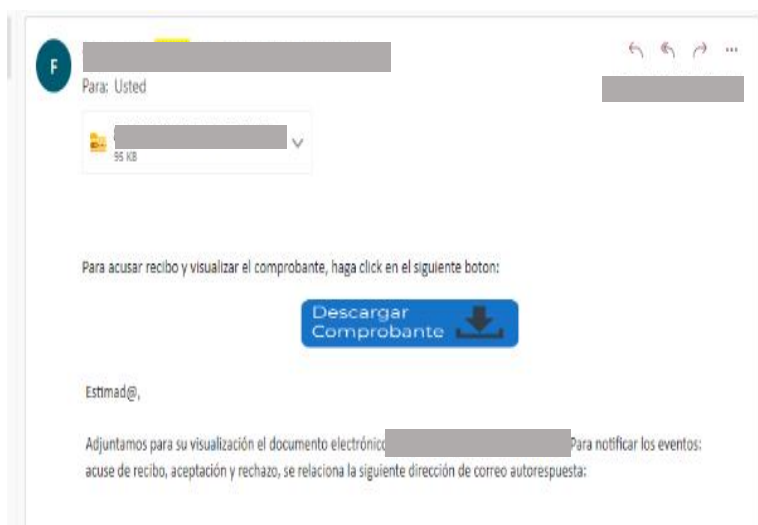 F
Para: Usted
95 KB
Para acusar recibo y visualizar el comprobante, haga click en el siguiente boton:
Descargar
Comprobante
Estimad@,
Adjuntamos para su visualización el documento electrónico Para notificar los eventos:
acuse de recibo, aceptación y rechazo, se relaciona la siguiente dirección de correo autorespuesta: